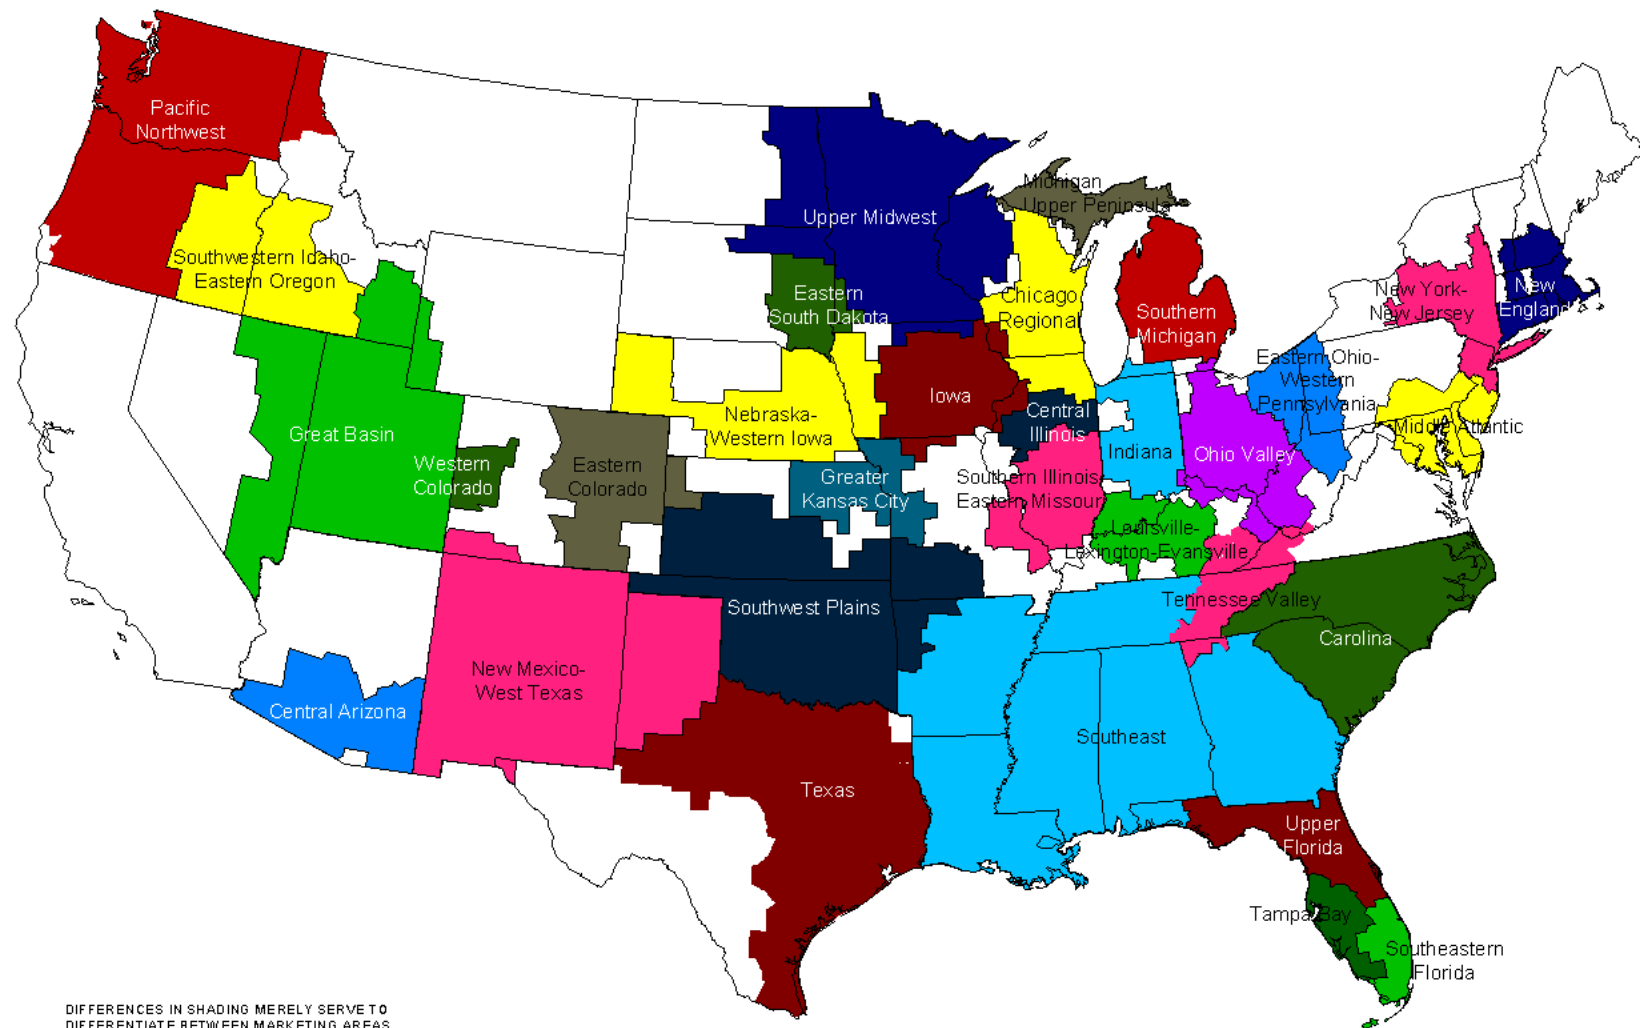 Pacific
Northwest
Southwestern Idaho-
Eastern Oregon
Great Basin
Western
Colorado
Eastern
Colorado
Central Arizona
New Mexico-
West Texas
Upper Midwest
Eastern
South Dakota
Nebraska-
Western Iowa
Iowa
Greater
Kansas City
Southwest Plains
Texas
Michigan
Upper Peninsula
Chicago
Regional
Southern
Michigan
Central
Illinois
Southern Illinois-
Eastern Missouri
Indiana
Ohio Valley
Louisville-
Lexington-Evansville
Tennessee Valley
Southeast
Carolina
Eastern Ohio-
Western
Pennsylvania
New York-
New Jersey
New
England
Middle Atlantic
Upper
Florida
Tampa Bay
Southeastern
Florida
DIFFERENCES IN SHADING MERELY SERVE TO
DIFFERENTIATE BETWEEN MARKETING AREAS